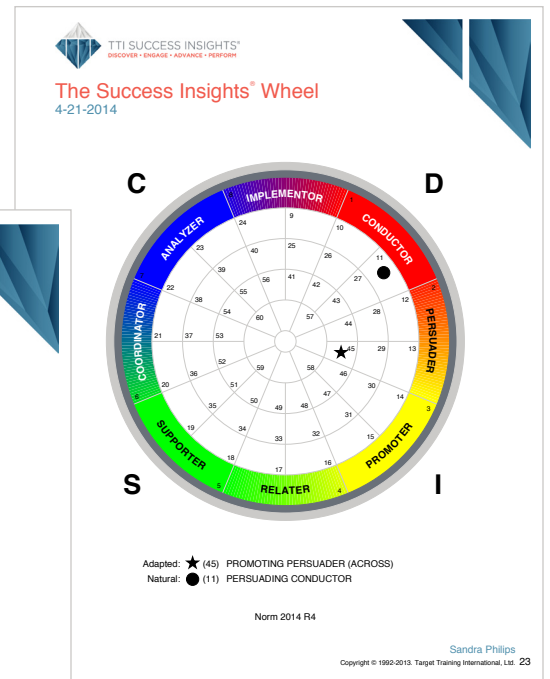 TTI SUCCESS INSIGHTS®
DISCOVER • ENGAGE • ADVANCE • PERFORM
The Success Insights® Wheel
4-21-2014
C
D
IMPLEMENTOR
CONDUCTOR
PERSUADER
PROMOTER
RELATER
SUPPORTER
COORDINATOR
ANALYZER
1
2
3
4
5
6
9
10
11
12
13
14
15
16
17
18
19
20
21
22
23
24
25
26
27
28
29
30
31
32
33
34
35
36
37
38
39
40
41
42
43
44
45
46
47
48
49
50
51
52
53
54
55
56
57
58
59
60
S
I
Adapted: ★ (45) PROMOTING PERSUADER (ACROSS)
Natural: ● (11) PERSUADING CONDUCTOR
Norm 2014 R4
Sandra Philips
Copyright © 1992-2013. Target Training International, Ltd. 23